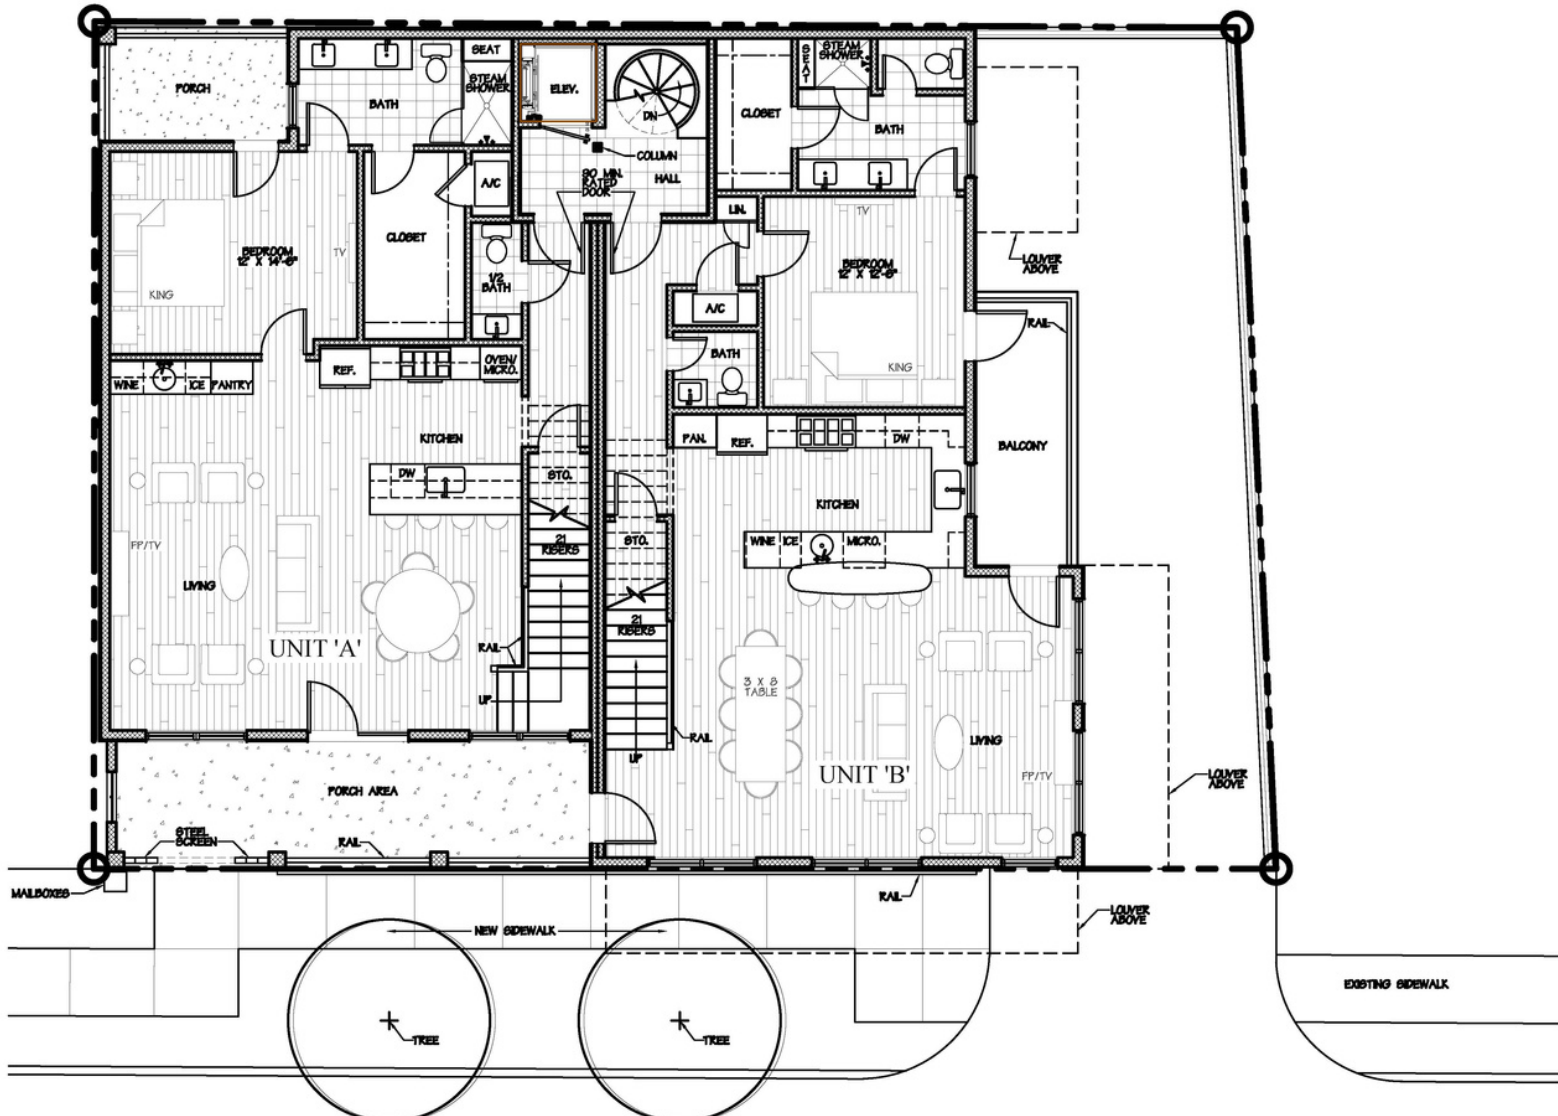 PORCH
BATH
SEAT
STEAM
SHOWER
ELEV.
DN
COLUMN
HALL
90 MIN.
RATED
DOOR
A/C
CLOSET
BEDROOM
12' X 14'-6"
TV
KING
1/2
BATH
WINE
ICE
PANTRY
REF.
OVEN/
MICRO.
KITCHEN
DW
STO.
21
RISERS
FP/TV
LIVING
UNIT 'A'
RAIL
UP
PORCH AREA
STEEL
SCREEN
RAIL
MAILBOXES
CLOSET
SEAT
STEAM
SHOWER
BATH
LIN.
TV
BEDROOM
12' X 12'-6"
KING
A/C
BATH
LOUVER
ABOVE
RAIL
BALCONY
PAN.
REF.
DW
KITCHEN
WINE
ICE
MICRO.
STO.
21
RISERS
3 X 8
TABLE
RAIL
UP
UNIT 'B'
LIVING
FP/TV
LOUVER
ABOVE
RAIL
LOUVER
ABOVE
NEW SIDEWALK
EXISTING SIDEWALK
TREE
TREE